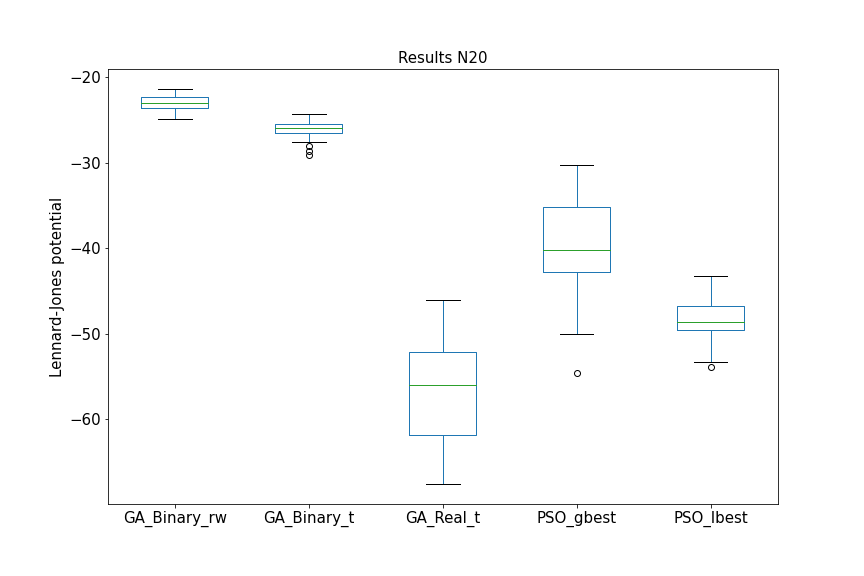 Results N20
Lennard-Jones potential
−20
−30
−40
−50
−60
GA_Binary_rw
GA_Binary_t
GA_Real_t
PSO_gbest
PSO_lbest